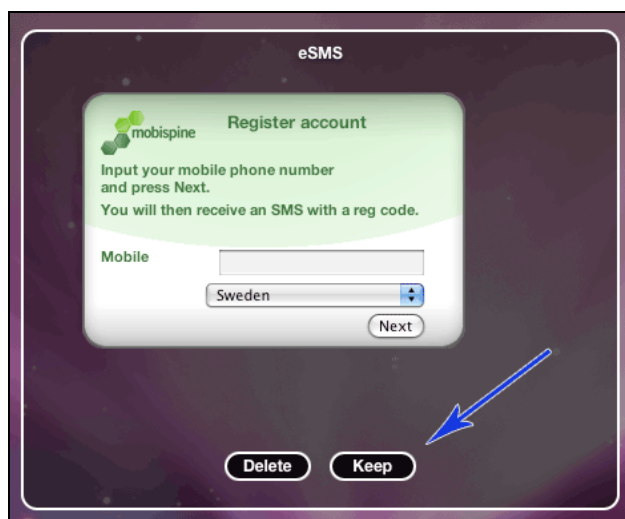 eSMS
mobispine
Register account
Input your mobile phone number
and press Next.
You will then receive an SMS with a reg code.
Mobile
Sweden
Next
Delete
Keep